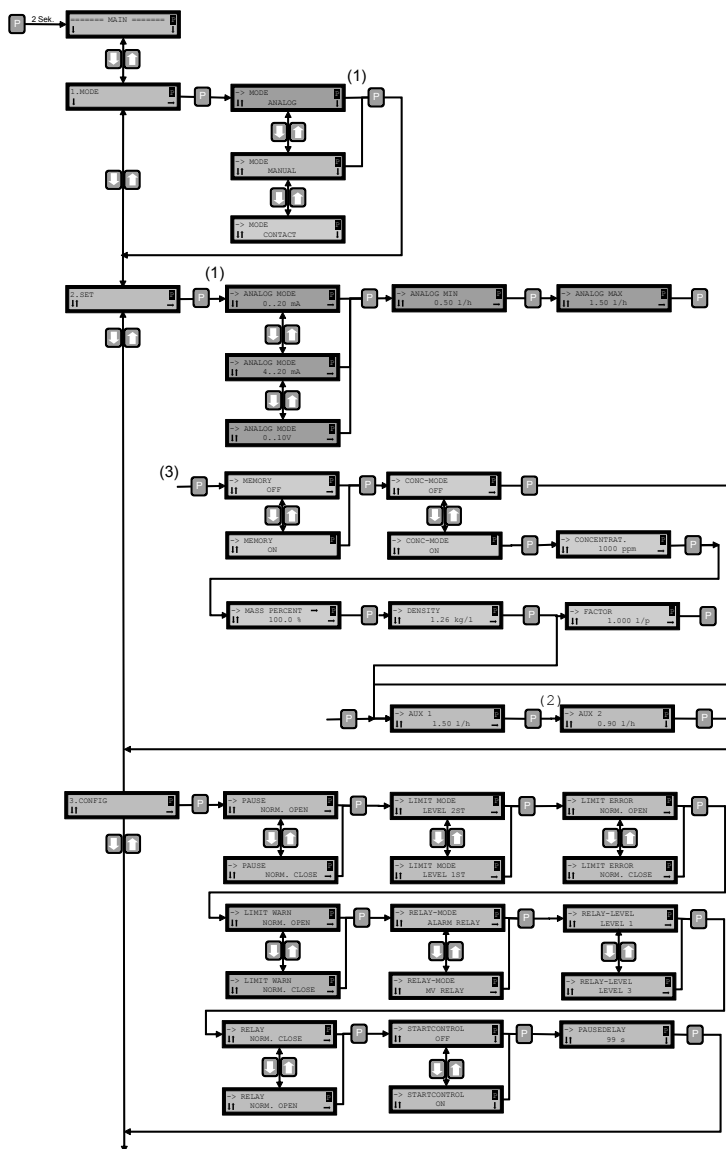 P 2 Sek. ======= MAIN =======
1.MODE P -> MODE ANALOG (1) P
-> MODE MANUAL
-> MODE CONTACT
(1)
2.SET P -> ANALOG MODE 0..20 mA P -> ANALOG MIN 0.50 l/h P -> ANALOG MAX 1.50 l/h P
-> ANALOG MODE 4..20 mA
-> ANALOG MODE 0..10V
(3) P -> MEMORY OFF P -> CONC-MODE OFF P
-> MEMORY ON -> CONC-MODE ON P -> CONCENTRAT. 1000 ppm P
-> MASS PERCENT 100.0 % P -> DENSITY 1.26 kg/l P -> FACTOR 1.000 l/p P
(2)
P -> AUX 1 1.50 l/h P -> AUX 2 0.90 l/h P
3.CONFIG P -> PAUSE NORM. OPEN P -> LIMIT MODE LEVEL 2ST P -> LIMIT ERROR NORM. OPEN P
-> PAUSE NORM. CLOSE -> LIMIT MODE LEVEL 1ST -> LIMIT ERROR NORM. CLOSE
-> LIMIT WARN NORM. OPEN P -> RELAY-MODE ALARM RELAY P -> RELAY-LEVEL LEVEL 1 P
-> LIMIT WARN NORM. CLOSE -> RELAY-MODE MV RELAY -> RELAY-LEVEL LEVEL 3
-> RELAY NORM. CLOSE P -> STARTCONTROL OFF P -> PAUSEDELAY 99 s P
-> RELAY NORM. OPEN -> STARTCONTROL ON